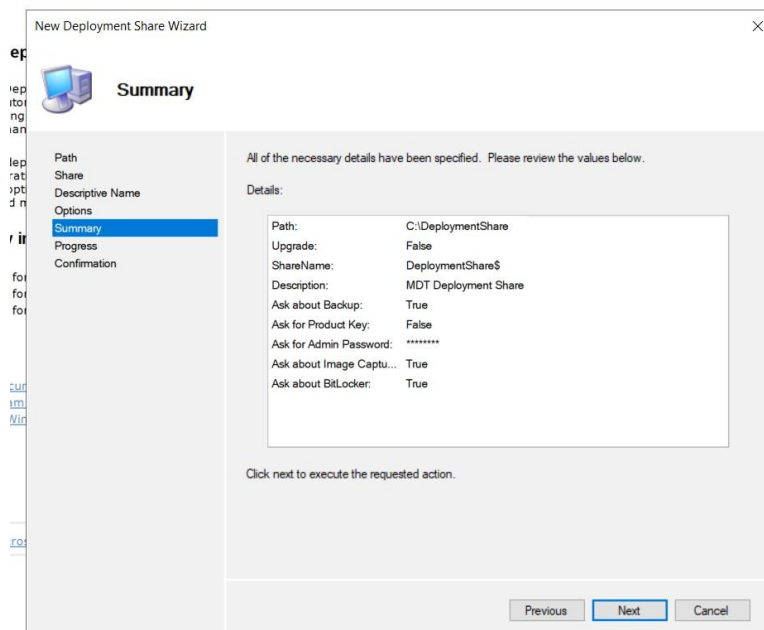 New Deployment Share Wizard
Summary
Path
Share
Descriptive Name
Options
Summary
Progress
Confirmation
All of the necessary details have been specified. Please review the values below.
Details:
Path: C:\DeploymentShare
Upgrade: False
ShareName: DeploymentShare$
Description: MDT Deployment Share
Ask about Backup: True
Ask for Product Key: False
Ask for Admin Password: ********
Ask about Image Captu... True
Ask about BitLocker: True
Click next to execute the requested action.
Previous Next Cancel